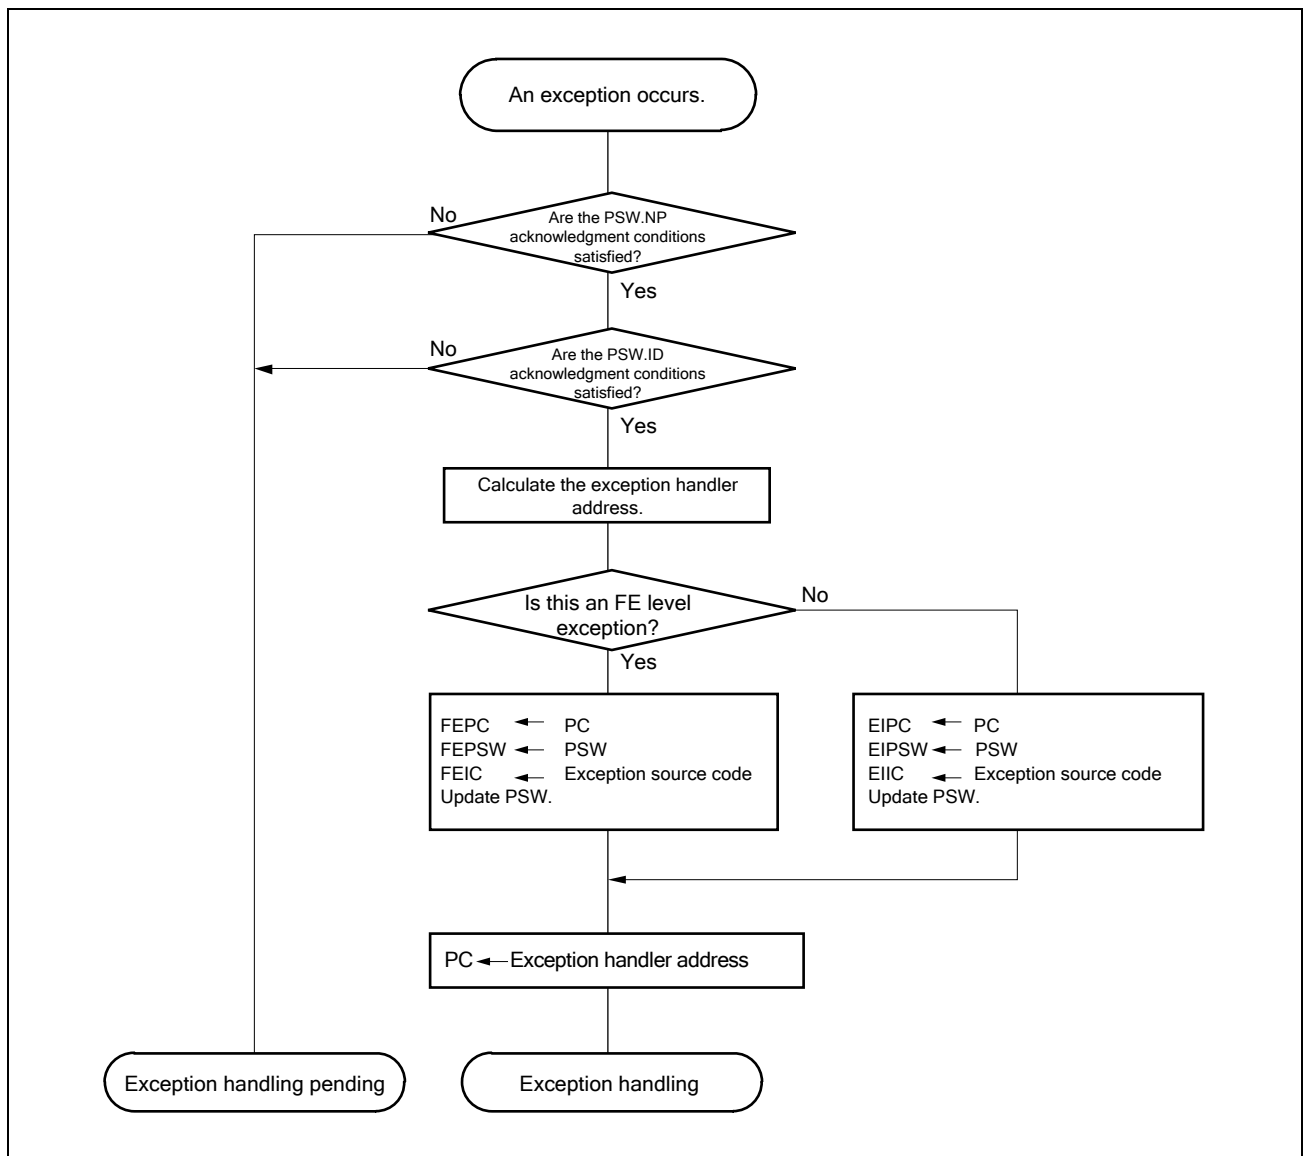 An exception occurs.
No
Are the PSW.NP
acknowledgment conditions
satisfied?
Yes
No
Are the PSW.ID
acknowledgment conditions
satisfied?
Yes
Calculate the exception handler
address.
Is this an FE level
exception?
No
Yes
FEPC ← PC
FEPSW ← PSW
FEIC ← Exception source code
Update PSW.
EIPC ← PC
EIPSW ← PSW
EIIC ← Exception source code
Update PSW.
PC ← Exception handler address
Exception handling pending
Exception handling